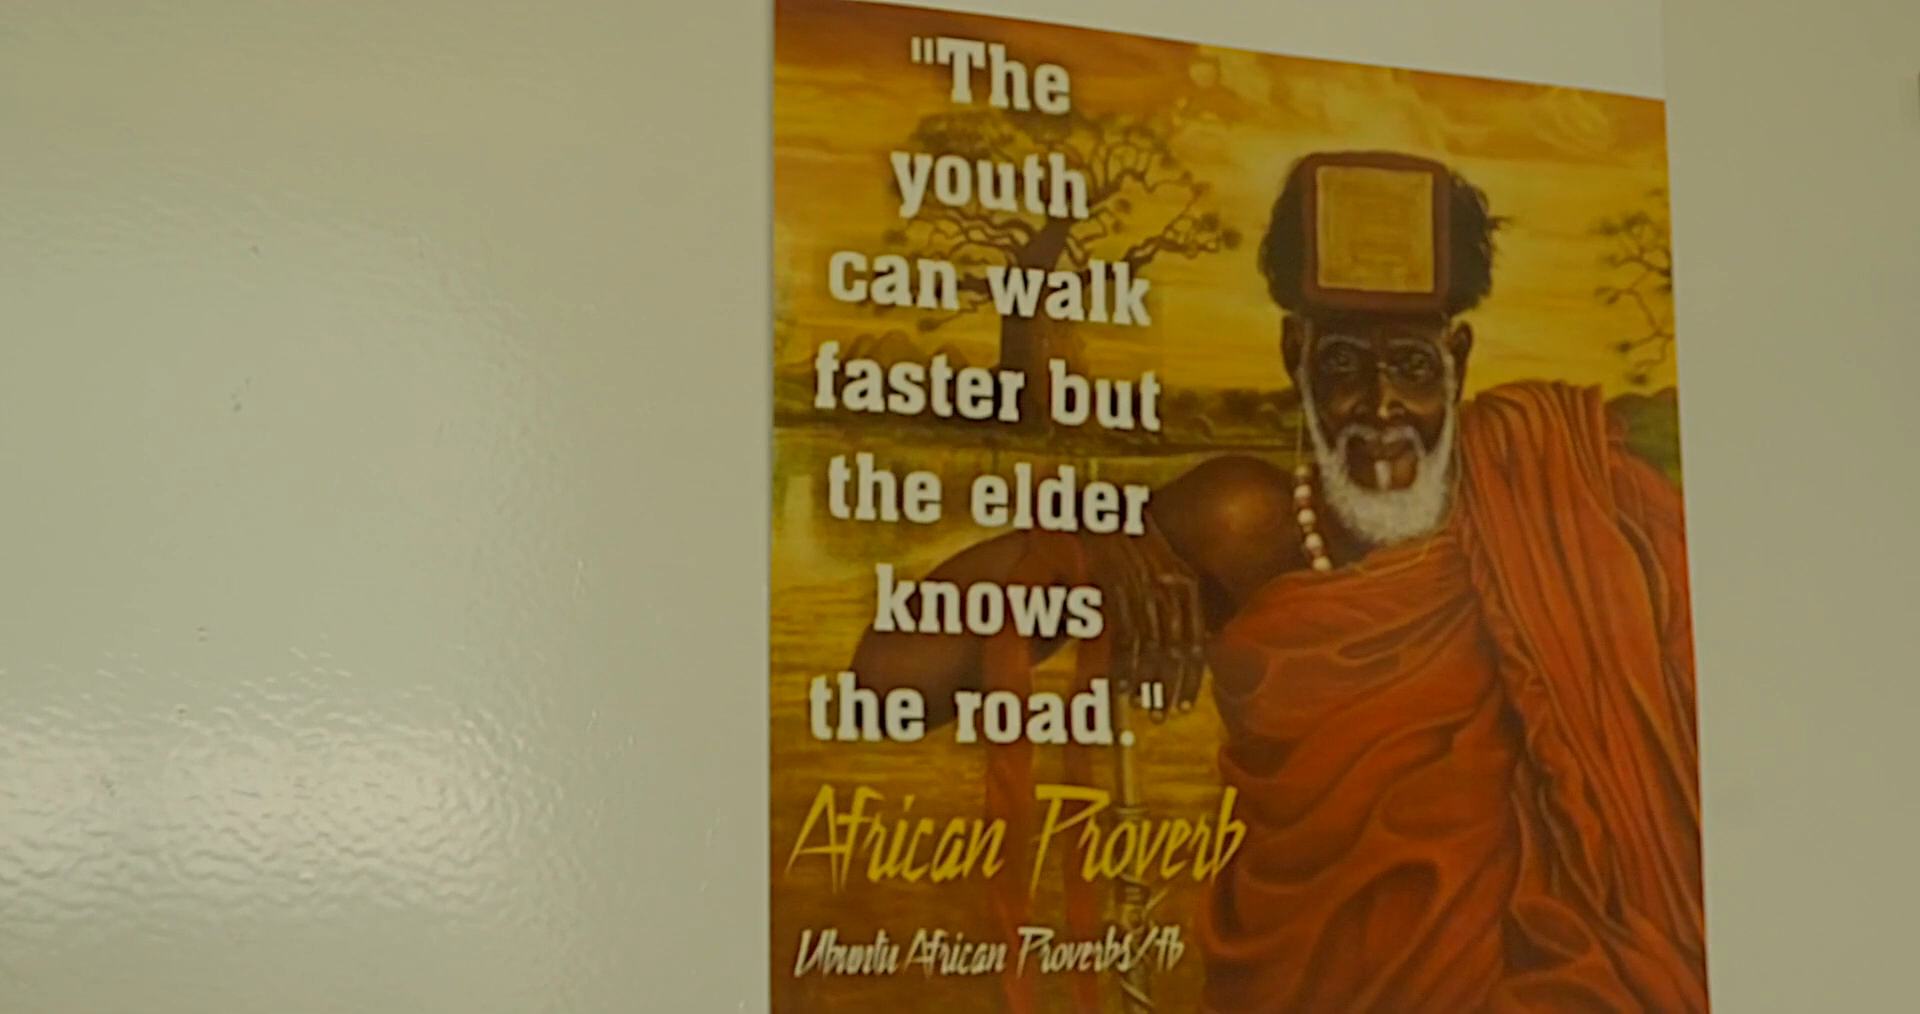 "The
youth
can walk
faster but
the elder
knows
the road."
African Proverb
Ubuntu African Proverbs/fb